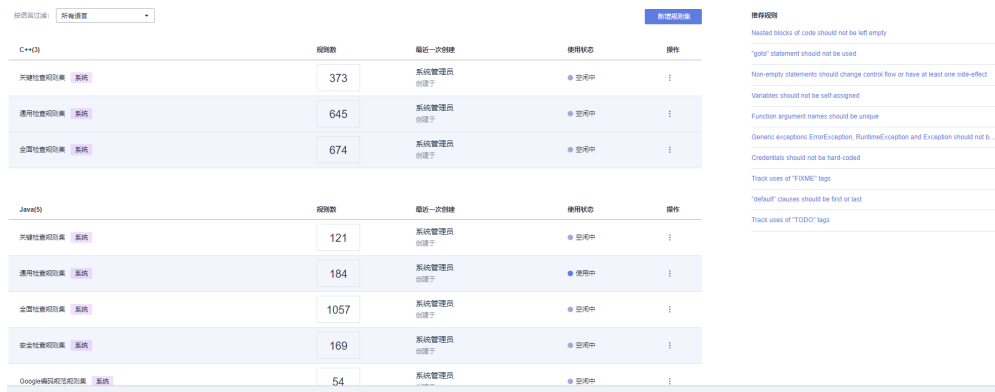 按语言过滤： 所有语言 新增规则集
C++(3) 规则数 最近一次创建 使用状态 操作
关键检查规则集 系统 373 系统管理员 空闲中
创建于
通用检查规则集 系统 645 系统管理员 空闲中
创建于
全面检查规则集 系统 674 系统管理员 空闲中
创建于
Java(5) 规则数 最近一次创建 使用状态 操作
关键检查规则集 系统 121 系统管理员 空闲中
创建于
通用检查规则集 系统 184 系统管理员 使用中
创建于
全面检查规则集 系统 1057 系统管理员 空闲中
创建于
安全检查规则集 系统 169 系统管理员 空闲中
创建于
Google编码规范规则集 系统 54 系统管理员 空闲中
推荐规则
Nested blocks of code should not be left empty
"goto" statement should not be used
Non-empty statements should change control flow or have at least one side-effect
Variables should not be self-assigned
Function argument names should be unique
Generic exceptions ErrorException, RuntimeException and Exception should not b...
Credentials should not be hard-coded
Track uses of "FIXME" tags
"default" clauses should be first or last
Track uses of "TODO" tags